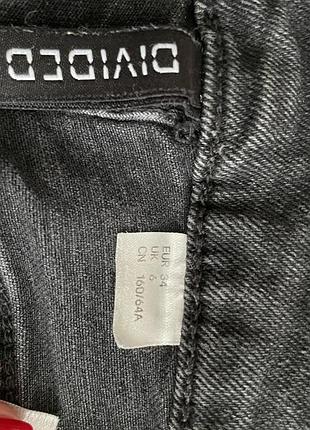 DIVIDED
EUR 34
UK 6
CN 160/64A